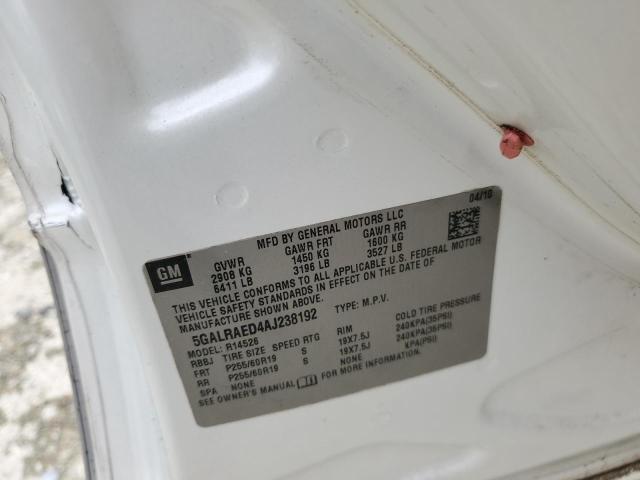 GM
MFD BY GENERAL MOTORS LLC 04/10
GVWR GAWR FRT GAWR RR
2908 KG 1450 KG 1600 KG
6411 LB 3196 LB 3527 LB
THIS VEHICLE CONFORMS TO ALL APPLICABLE U.S. FEDERAL MOTOR
VEHICLE SAFETY STANDARDS IN EFFECT ON THE DATE OF
MANUFACTURE SHOWN ABOVE.
5GALRAED4AJ238192 TYPE: M.P.V.
MODEL: R14526
RBBJ TIRE SIZE SPEED RTG RIM COLD TIRE PRESSURE
FRT P255/60R19 S 19X7.5J 240KPA(35PSI)
RR P255/60R19 S 19X7.5J 240KPA(35PSI)
SPA NONE NONE KPA(PSI)
SEE OWNER'S MANUAL FOR MORE INFORMATION.